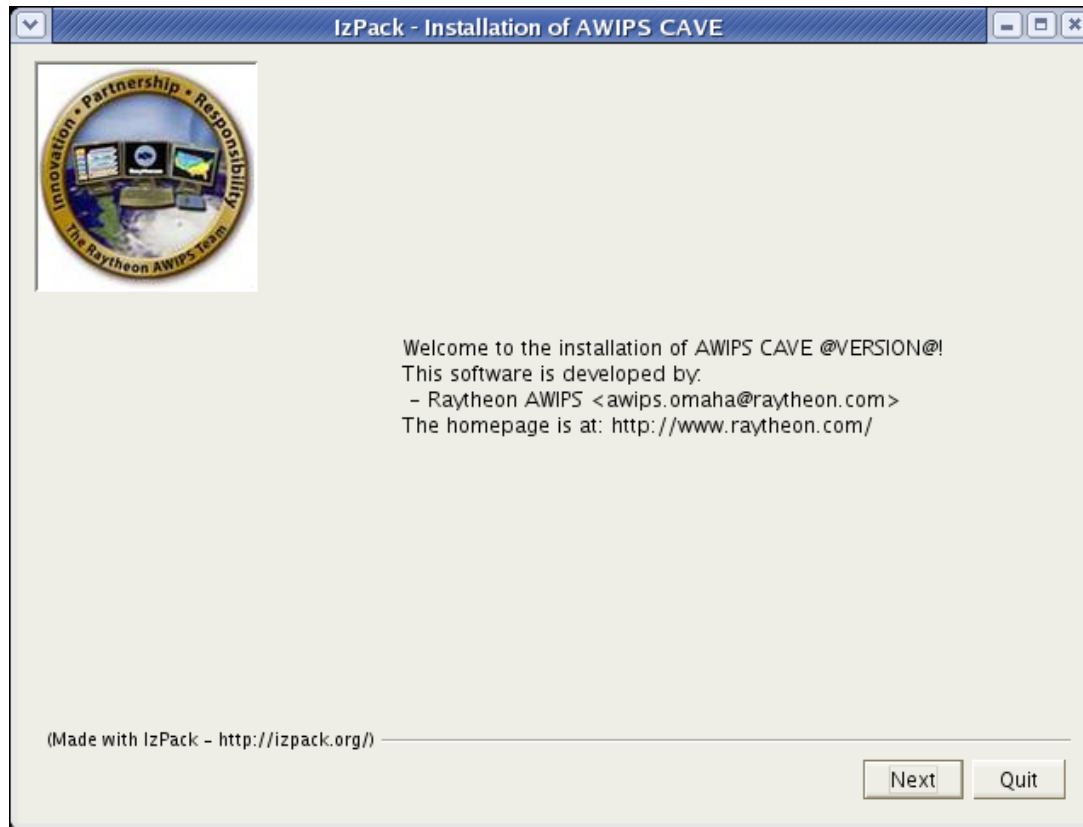 IzPack - Installation of AWIPS CAVE
Innovation • Partnership • Responsibility
The Raytheon AWIPS Team
Welcome to the installation of AWIPS CAVE @VERSION@!
This software is developed by:
- Raytheon AWIPS <awips.omaha@raytheon.com>
The homepage is at: http://www.raytheon.com/
(Made with IzPack - http://izpack.org/)
Next Quit